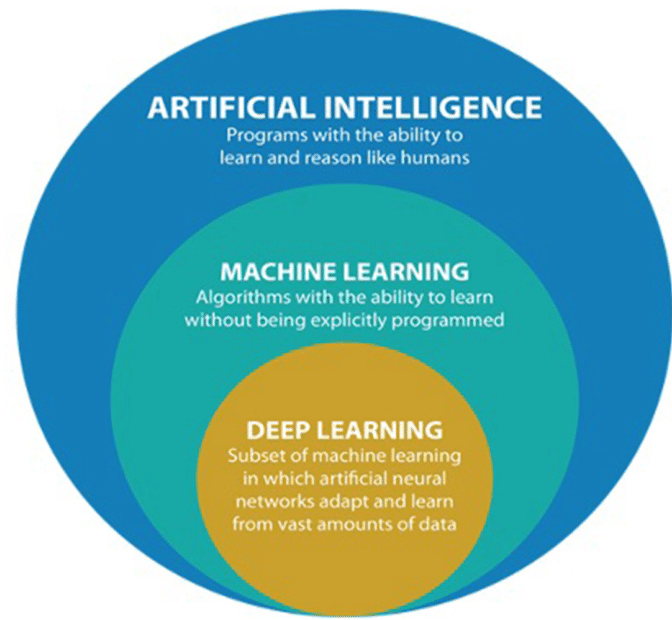 ARTIFICIAL INTELLIGENCE
Programs with the ability to
learn and reason like humans
MACHINE LEARNING
Algorithms with the ability to learn
without being explicitly programmed
DEEP LEARNING
Subset of machine learning
in which artificial neural
networks adapt and learn
from vast amounts of data